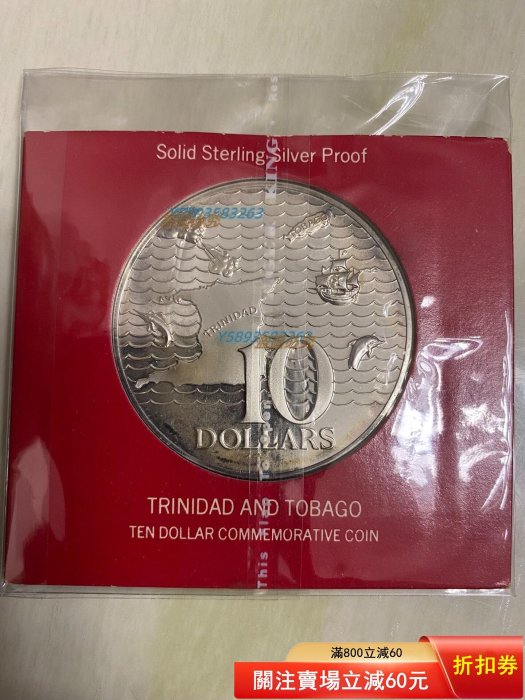 Solid Sterling Silver Proof
TRINIDAD
10
DOLLARS
TRINIDAD AND TOBAGO
TEN DOLLAR COMMEMORATIVE COIN
滿800立減60
關注賣場立減60元
折扣券